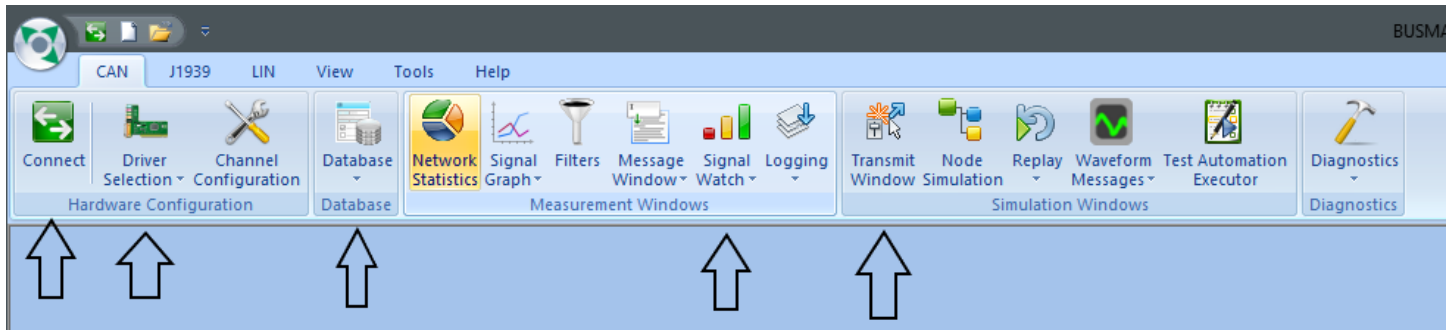 BUSMA
CAN J1939 LIN View Tools Help
Connect Driver Selection Channel Configuration Database Network Statistics Signal Graph Filters Message Window Signal Watch Logging Transmit Window Node Simulation Replay Waveform Messages Test Automation Executor Diagnostics
Hardware Configuration Database Measurement Windows Simulation Windows Diagnostics